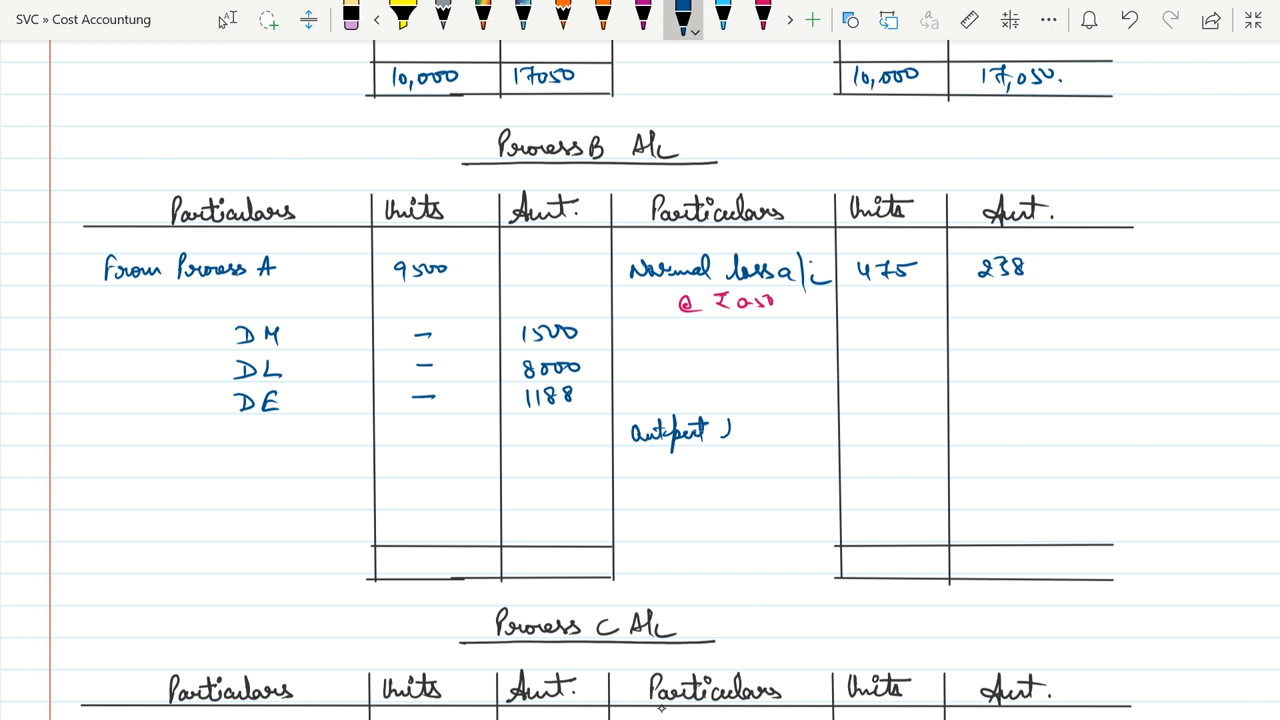 SVC » Cost Accountung
10,000 17050 10,000 17,050.
Process B A/c
Particulars Units Amt. Particulars Units Amt.
From Process A 9500 Normal loss a/c 475 238
@ ₹ 0.50
DM - 1500
DL - 8000
DE - 1188
Output
Process C A/c
Particulars Units Amt. Particulars Units Amt.